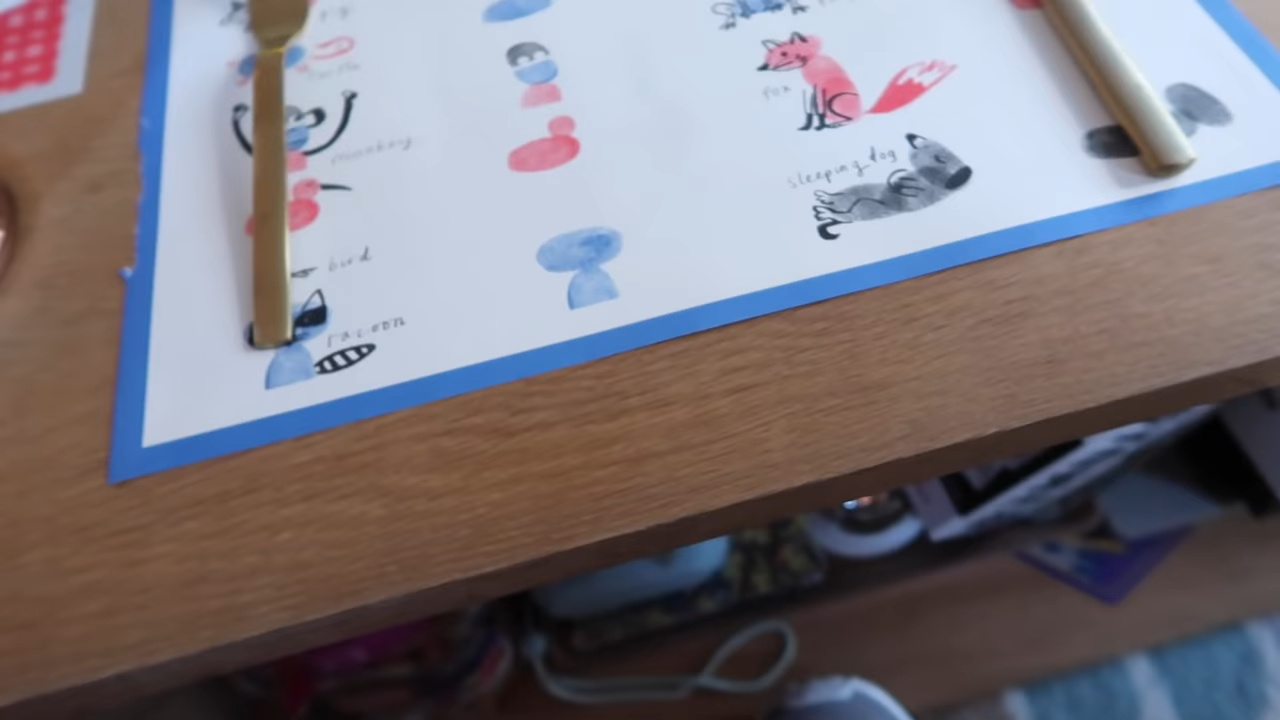 monkey
bird
racoon
fox
sleeping dog